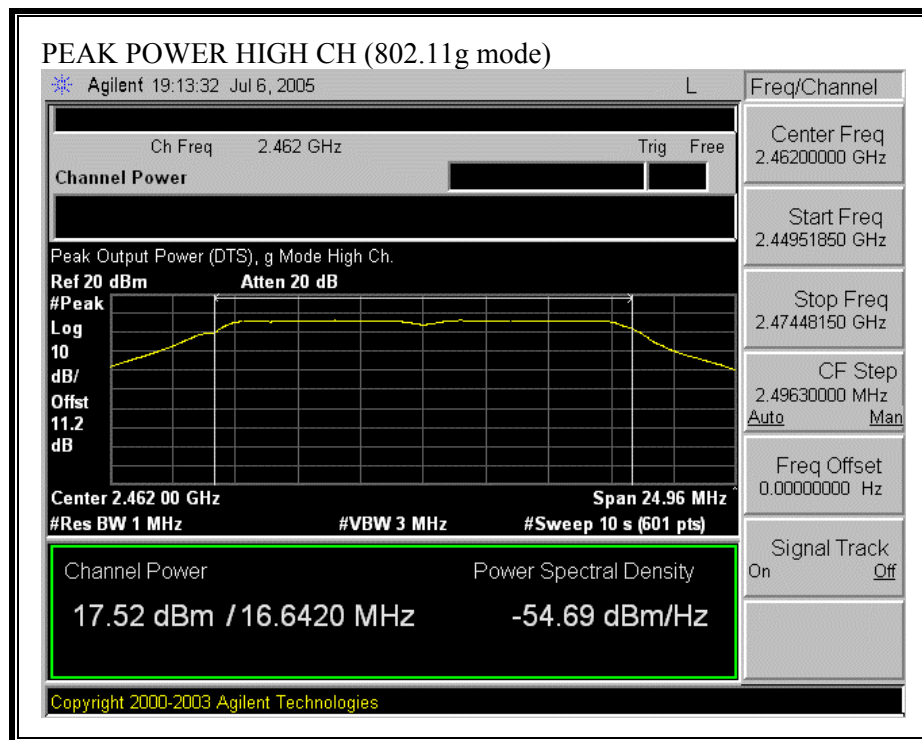 PEAK POWER HIGH CH (802.11g mode)
Agilent 19:13:32 Jul 6, 2005 L Freq/Channel
Ch Freq 2.462 GHz Trig Free
Channel Power
Peak Output Power (DTS), g Mode High Ch.
Ref 20 dBm Atten 20 dB
#Peak
Log
10
dB/
Offst
11.2
dB
Center 2.462 00 GHz Span 24.96 MHz
#Res BW 1 MHz #VBW 3 MHz #Sweep 10 s (601 pts)
Channel Power Power Spectral Density
17.52 dBm / 16.6420 MHz -54.69 dBm/Hz
Copyright 2000-2003 Agilent Technologies
Center Freq
2.46200000 GHz
Start Freq
2.44951850 GHz
Stop Freq
2.47448150 GHz
CF Step
2.49630000 MHz
Auto Man
Freq Offset
0.00000000 Hz
Signal Track
On Off